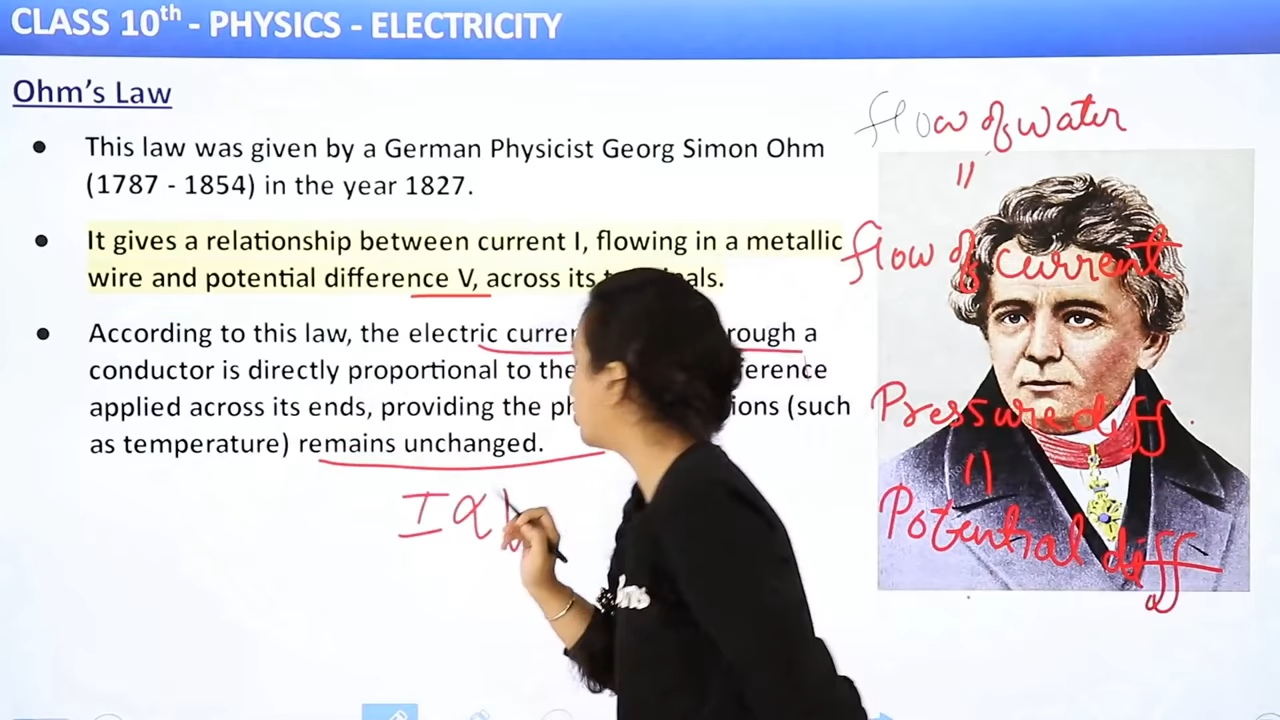 CLASS 10th - PHYSICS - ELECTRICITY
Ohm's Law
● This law was given by a German Physicist Georg Simon Ohm
(1787 - 1854) in the year 1827.
● It gives a relationship between current I, flowing in a metallic
wire and potential difference V, across its
● According to this law, the electric a
conductor is directly proportional to the
applied across its ends, providing the (such
as temperature) remains unchanged.
I α
flow of water
||
flow of current
Pressure diff
||
Potential diff